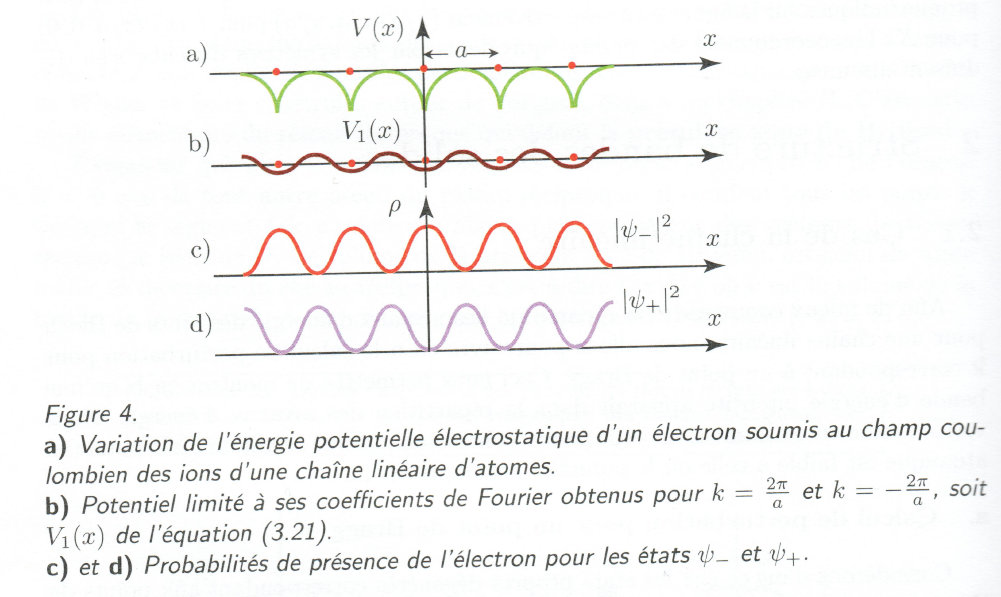 V(x)
a)
a
x
b)
V₁(x)
x
ρ
c)
|ψ₋|²
x
d)
|ψ₊|²
x
Figure 4.
a) Variation de l'énergie potentielle électrostatique d'un électron soumis au champ cou-
lombien des ions d'une chaîne linéaire d'atomes.
b) Potentiel limité à ses coefficients de Fourier obtenus pour k = 2π/a et k = −2π/a, soit
V₁(x) de l'équation (3.21).
c) et d) Probabilités de présence de l'électron pour les états ψ₋ et ψ₊.